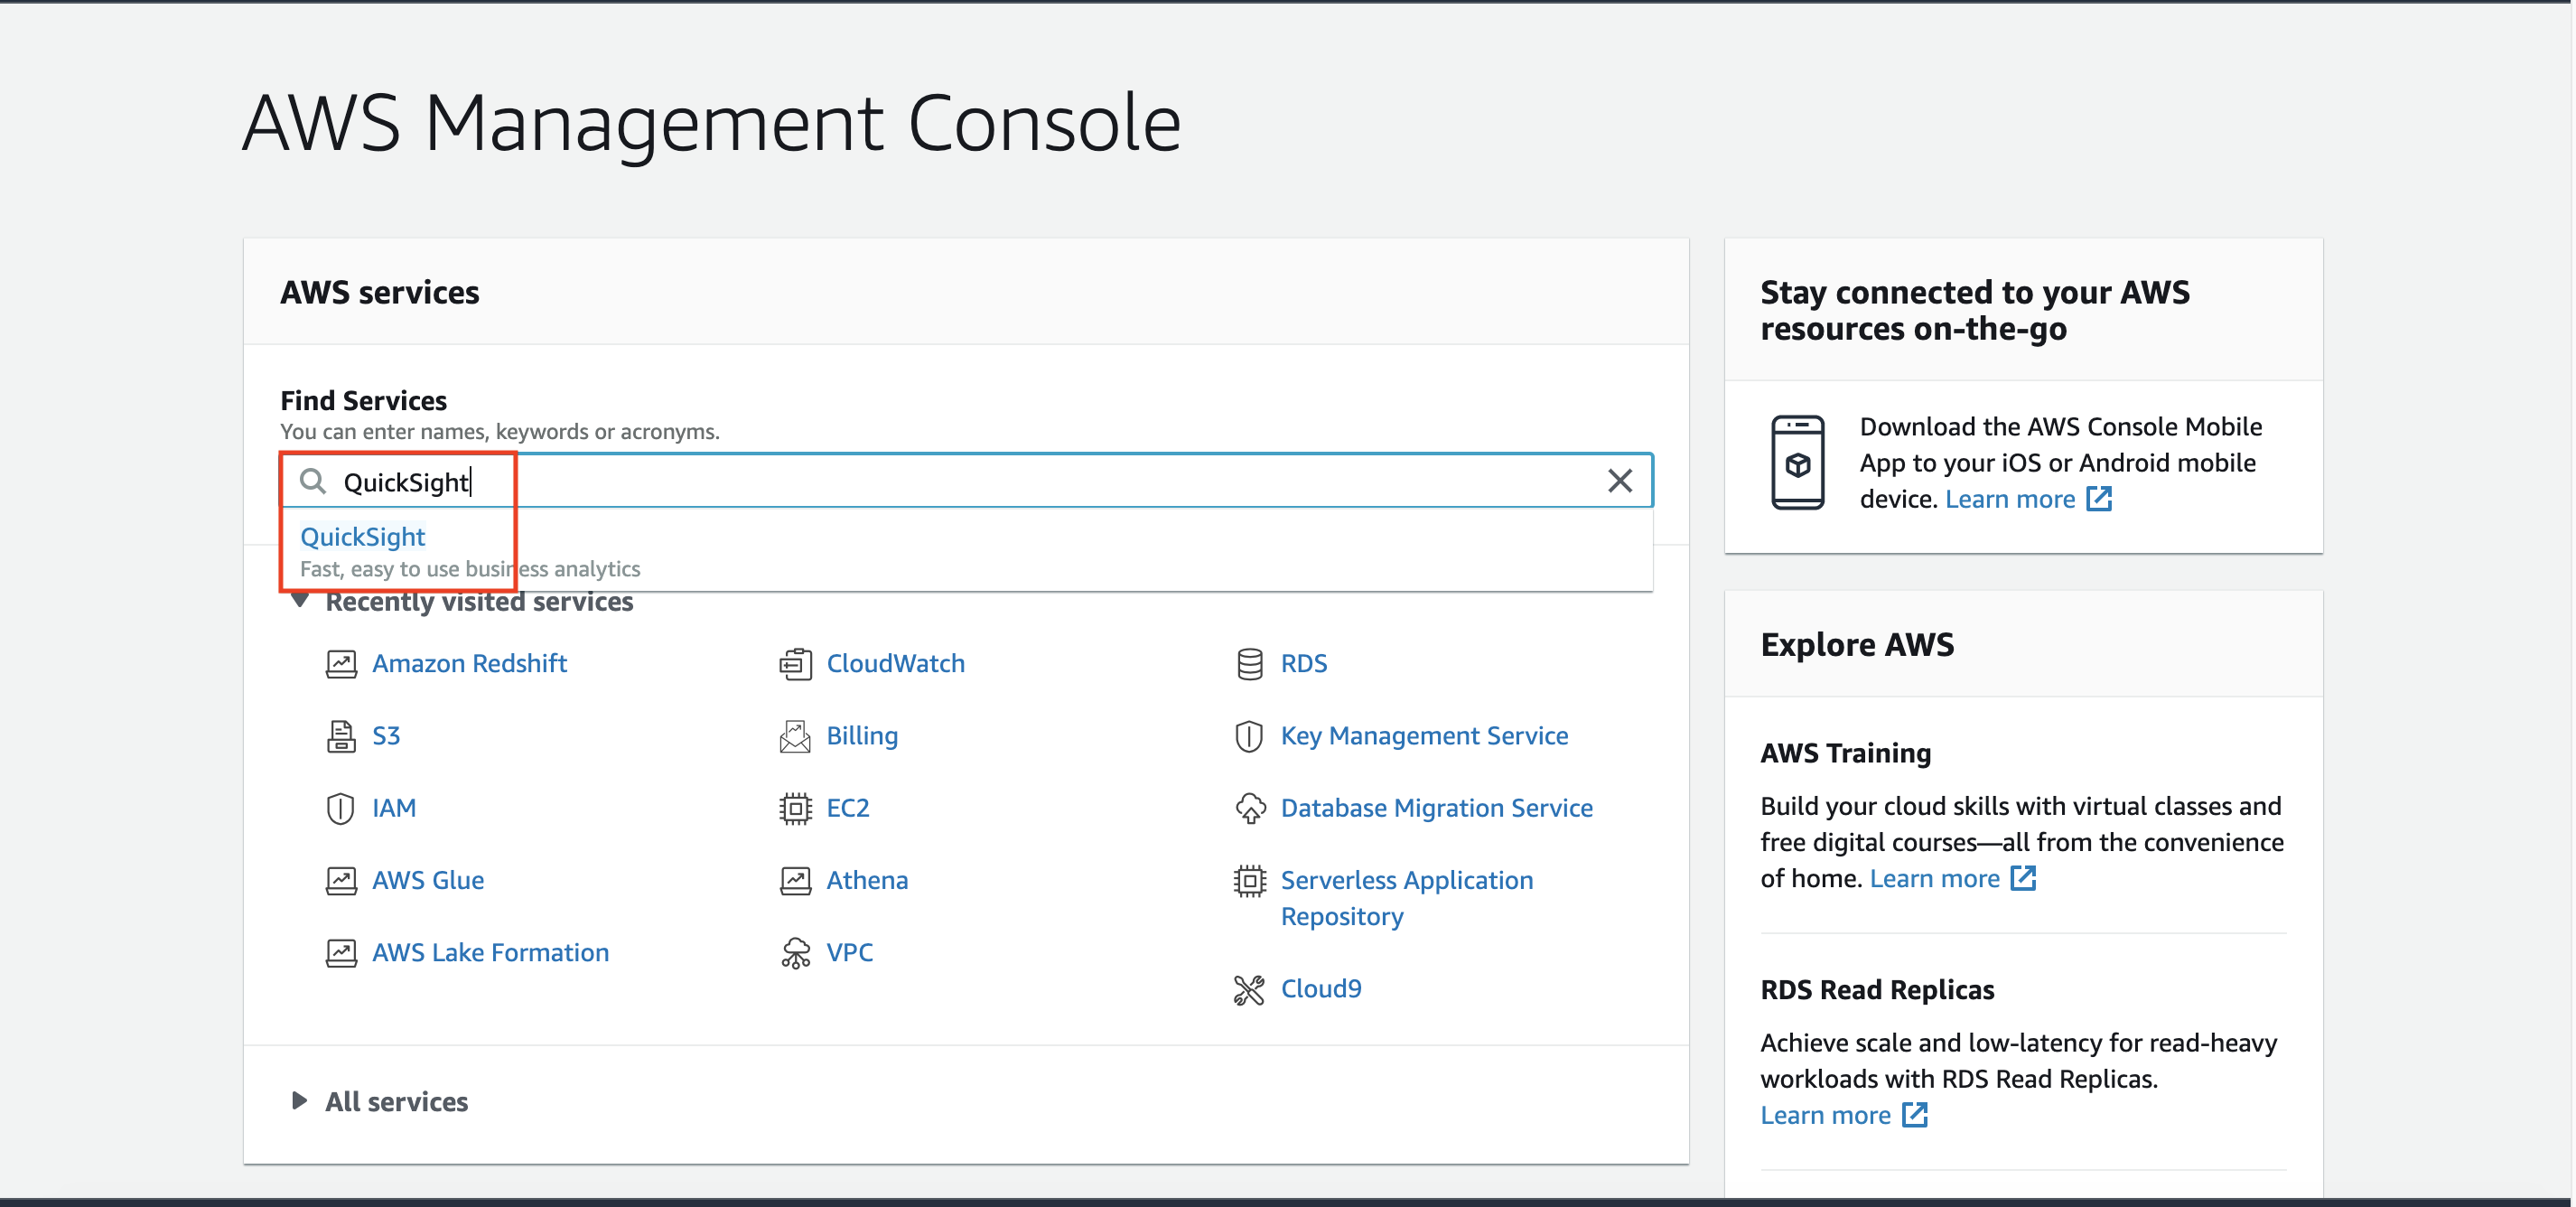 AWS Management Console
AWS services
Find Services
You can enter names, keywords or acronyms.
QuickSight
QuickSight
Fast, easy to use business analytics
Recently visited services
Amazon Redshift
S3
IAM
AWS Glue
AWS Lake Formation
CloudWatch
Billing
EC2
Athena
VPC
RDS
Key Management Service
Database Migration Service
Serverless Application
Repository
Cloud9
All services
Stay connected to your AWS
resources on-the-go
Download the AWS Console Mobile
App to your iOS or Android mobile
device. Learn more
Explore AWS
AWS Training
Build your cloud skills with virtual classes and
free digital courses—all from the convenience
of home. Learn more
RDS Read Replicas
Achieve scale and low-latency for read-heavy
workloads with RDS Read Replicas.
Learn more